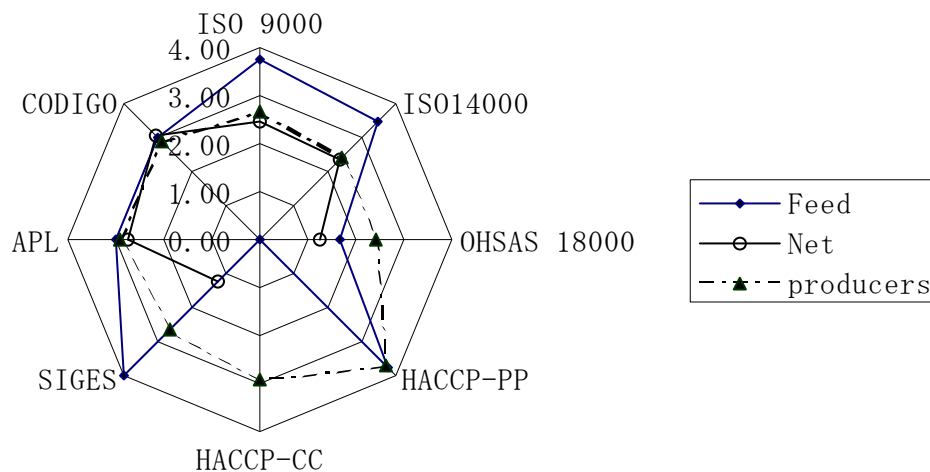 ISO 9000
4.00
CODIGO
ISO14000
3.00
2.00
1.00
APL
0.00
OHSAS 18000
SIGES
HACCP-PP
HACCP-CC
Feed
Net
producers